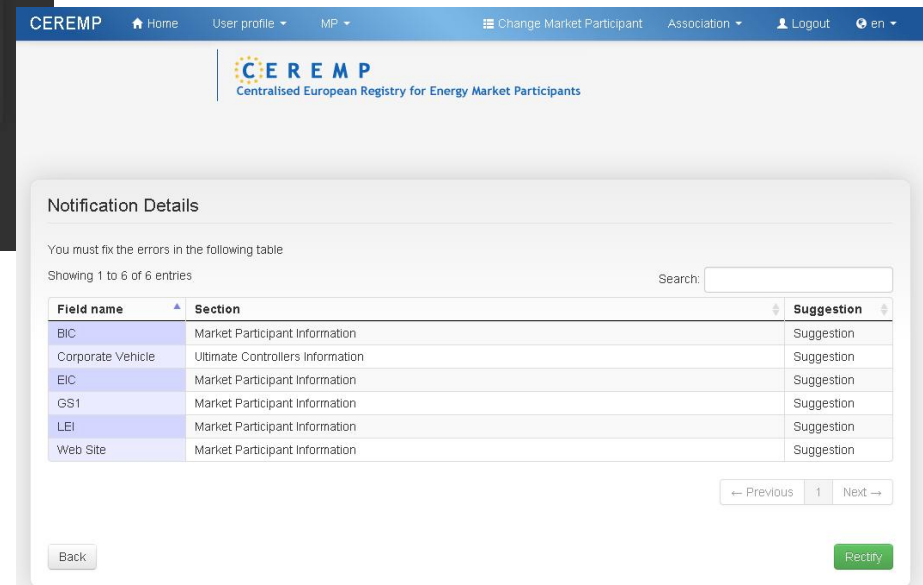 CEREMP Home User profile MP Change Market Participant Association Logout en
CEREMP
Centralised European Registry for Energy Market Participants
Notification Details
You must fix the errors in the following table
Showing 1 to 6 of 6 entries Search:
Field name Section Suggestion
BIC Market Participant Information Suggestion
Corporate Vehicle Ultimate Controllers Information Suggestion
EIC Market Participant Information Suggestion
GS1 Market Participant Information Suggestion
LEI Market Participant Information Suggestion
Web Site Market Participant Information Suggestion
← Previous 1 Next →
Back Rectify